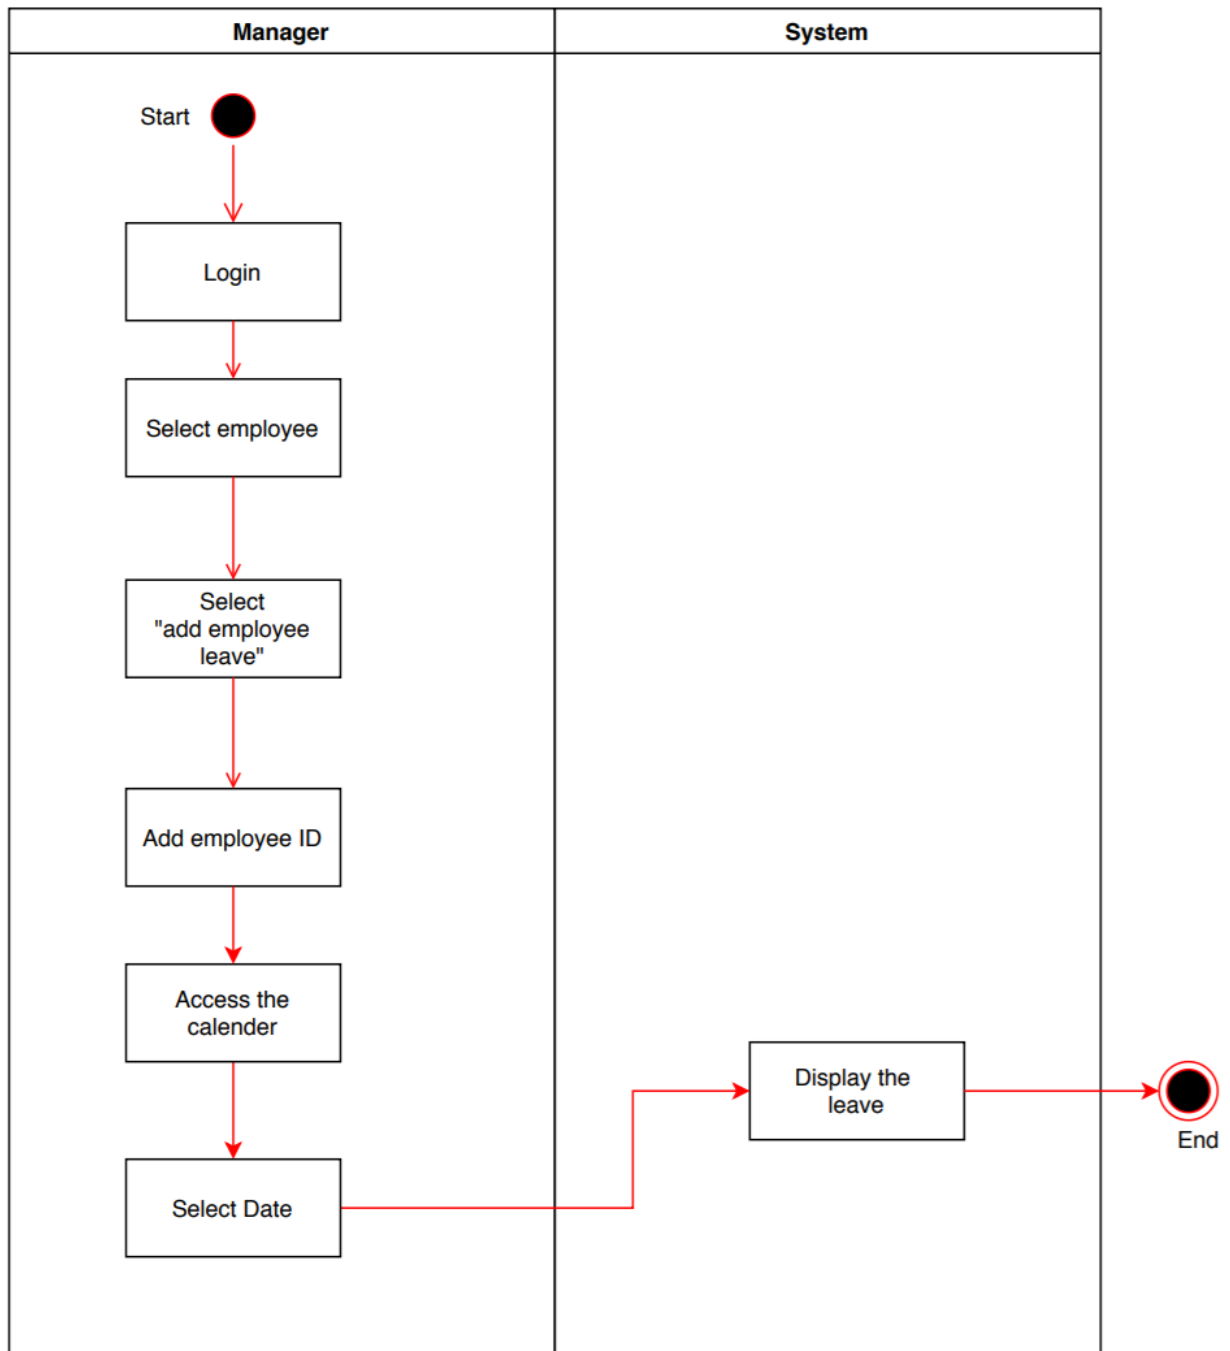 Manager
System
Start
Login
Select employee
Select
"add employee
leave"
Add employee ID
Access the
calender
Display the
leave
End
Select Date